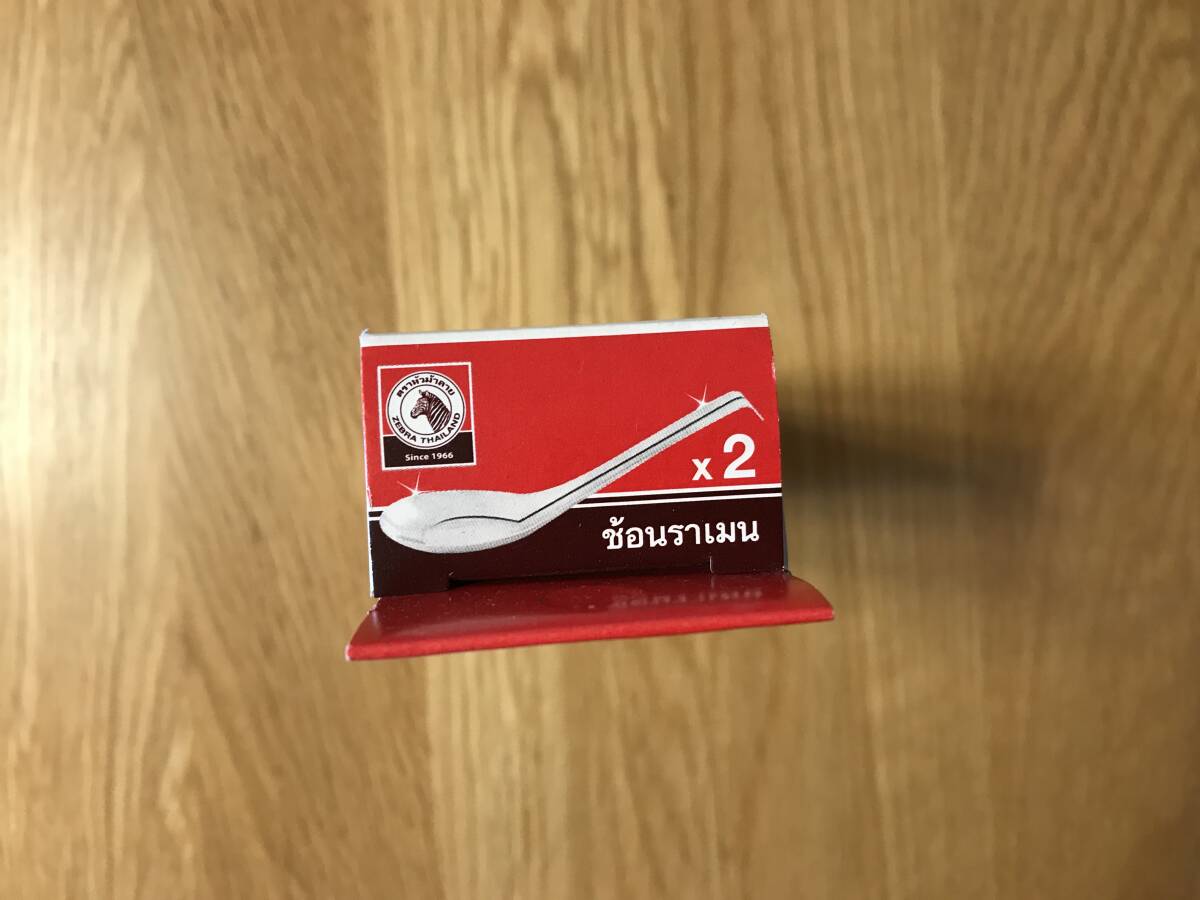 ตราหัวม้าลาย
ZEBRA THAILAND
Since 1966
x 2
ช้อนราเมน